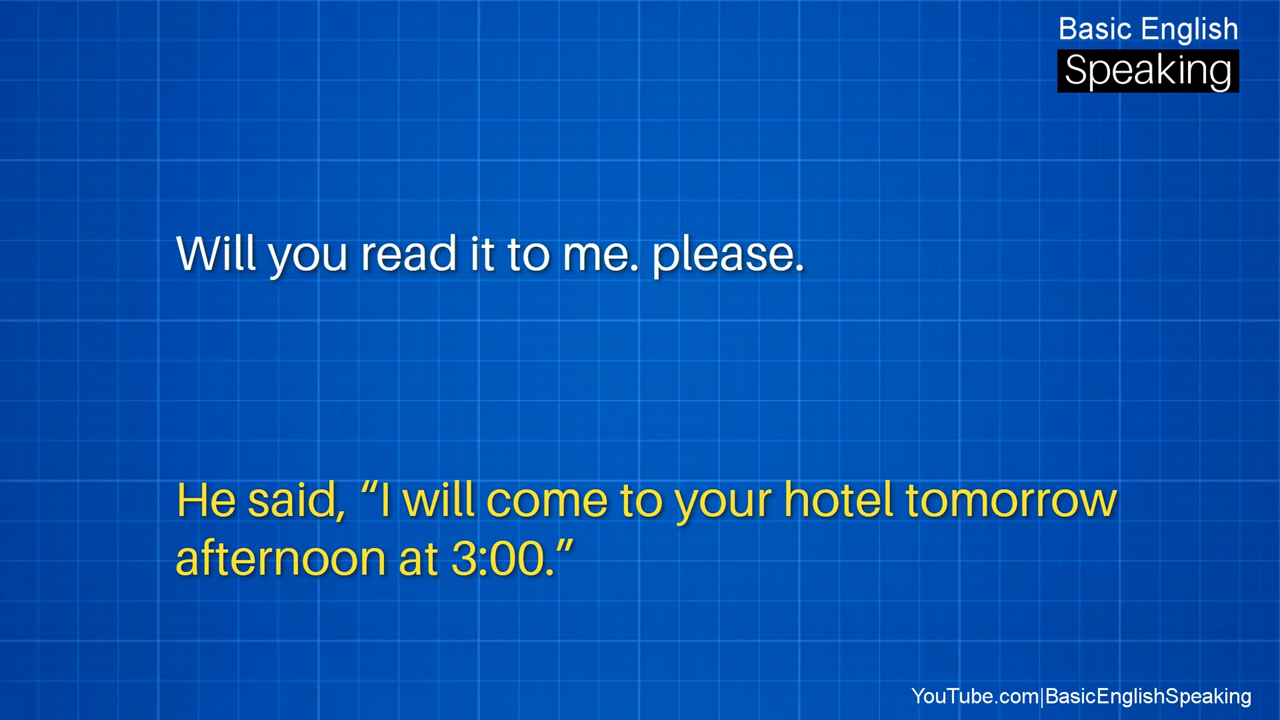 Basic English
Speaking
Will you read it to me. please.
He said, “I will come to your hotel tomorrow
afternoon at 3:00.”
YouTube.com|BasicEnglishSpeaking